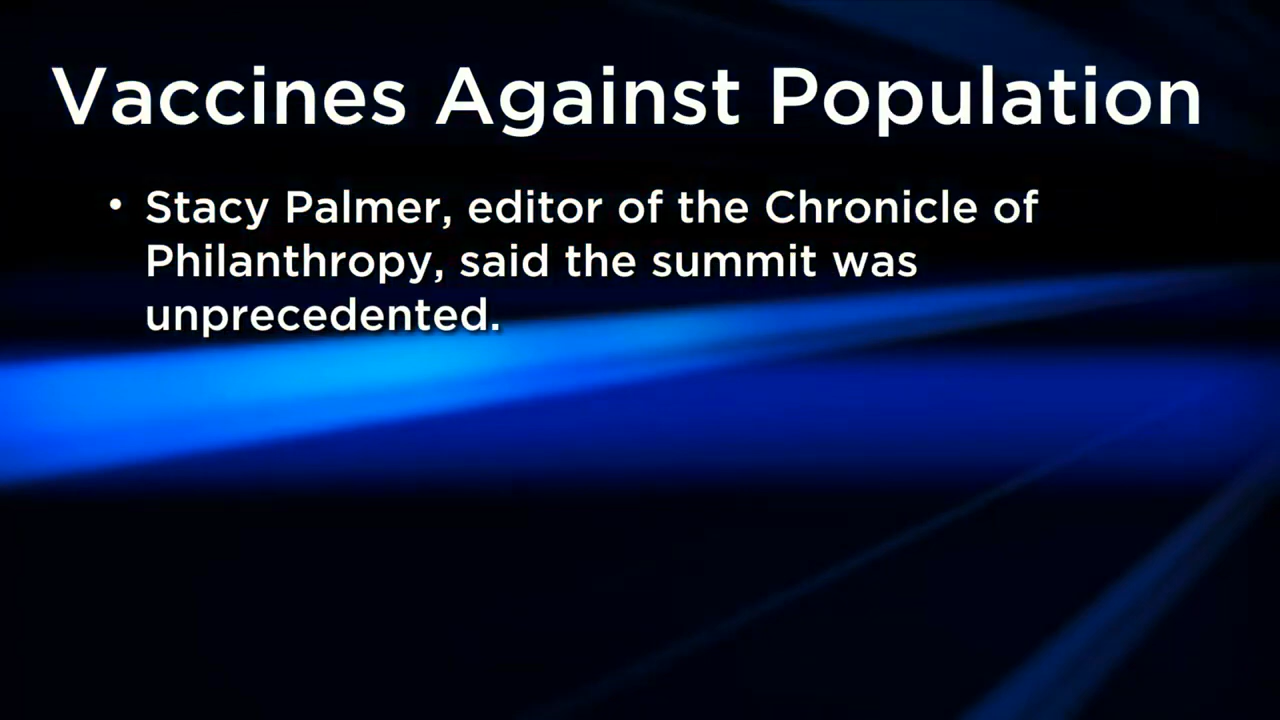 Vaccines Against Population
• Stacy Palmer, editor of the Chronicle of
Philanthropy, said the summit was
unprecedented.